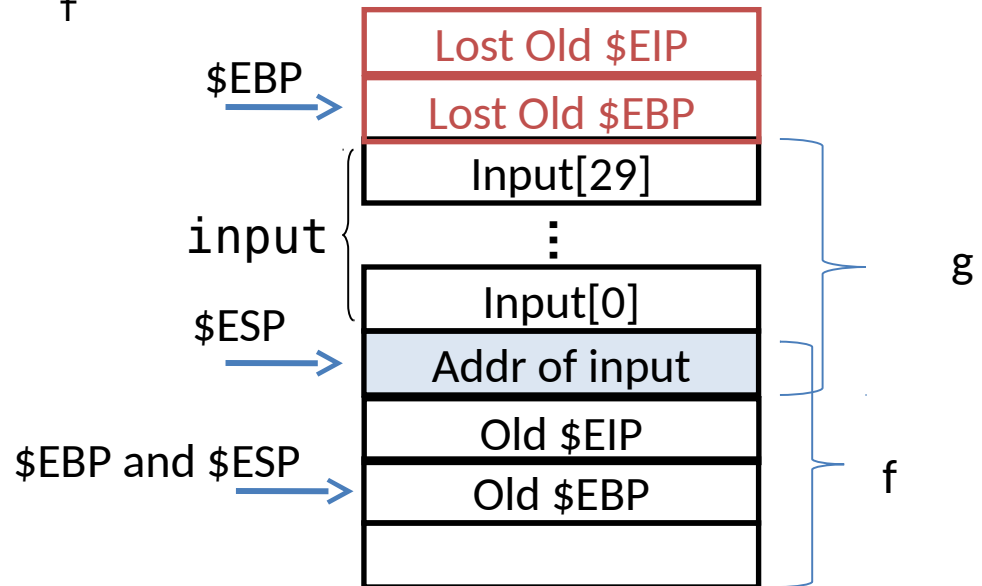 f
Lost Old $EIP
$EBP
Lost Old $EBP
Input[29]
input
⋮
g
Input[0]
$ESP
Addr of input
Old $EIP
$EBP and $ESP
f
Old $EBP